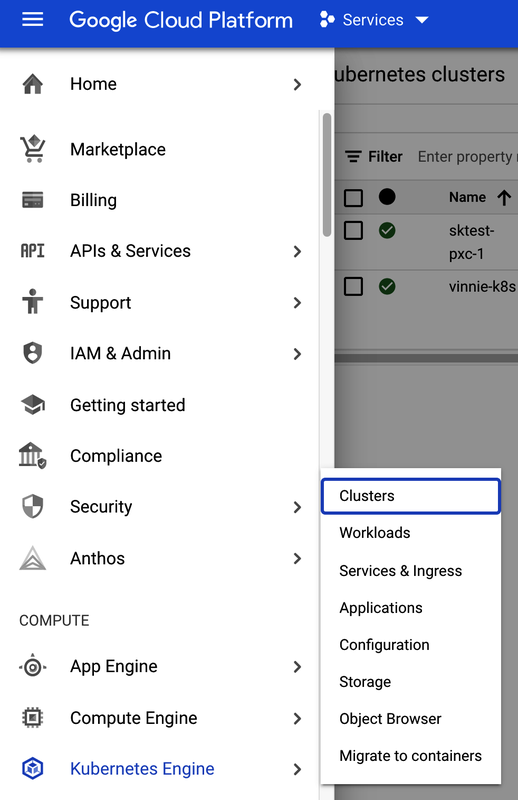 Google Cloud Platform
Services
Home
Marketplace
Billing
API
APIs & Services
Support
IAM & Admin
Getting started
Compliance
Security
Anthos
COMPUTE
App Engine
Compute Engine
Kubernetes Engine
ubernetes clusters
Filter
Enter property
Name
sktest-
pxc-1
vinnie-k8s
Clusters
Workloads
Services & Ingress
Applications
Configuration
Storage
Object Browser
Migrate to containers